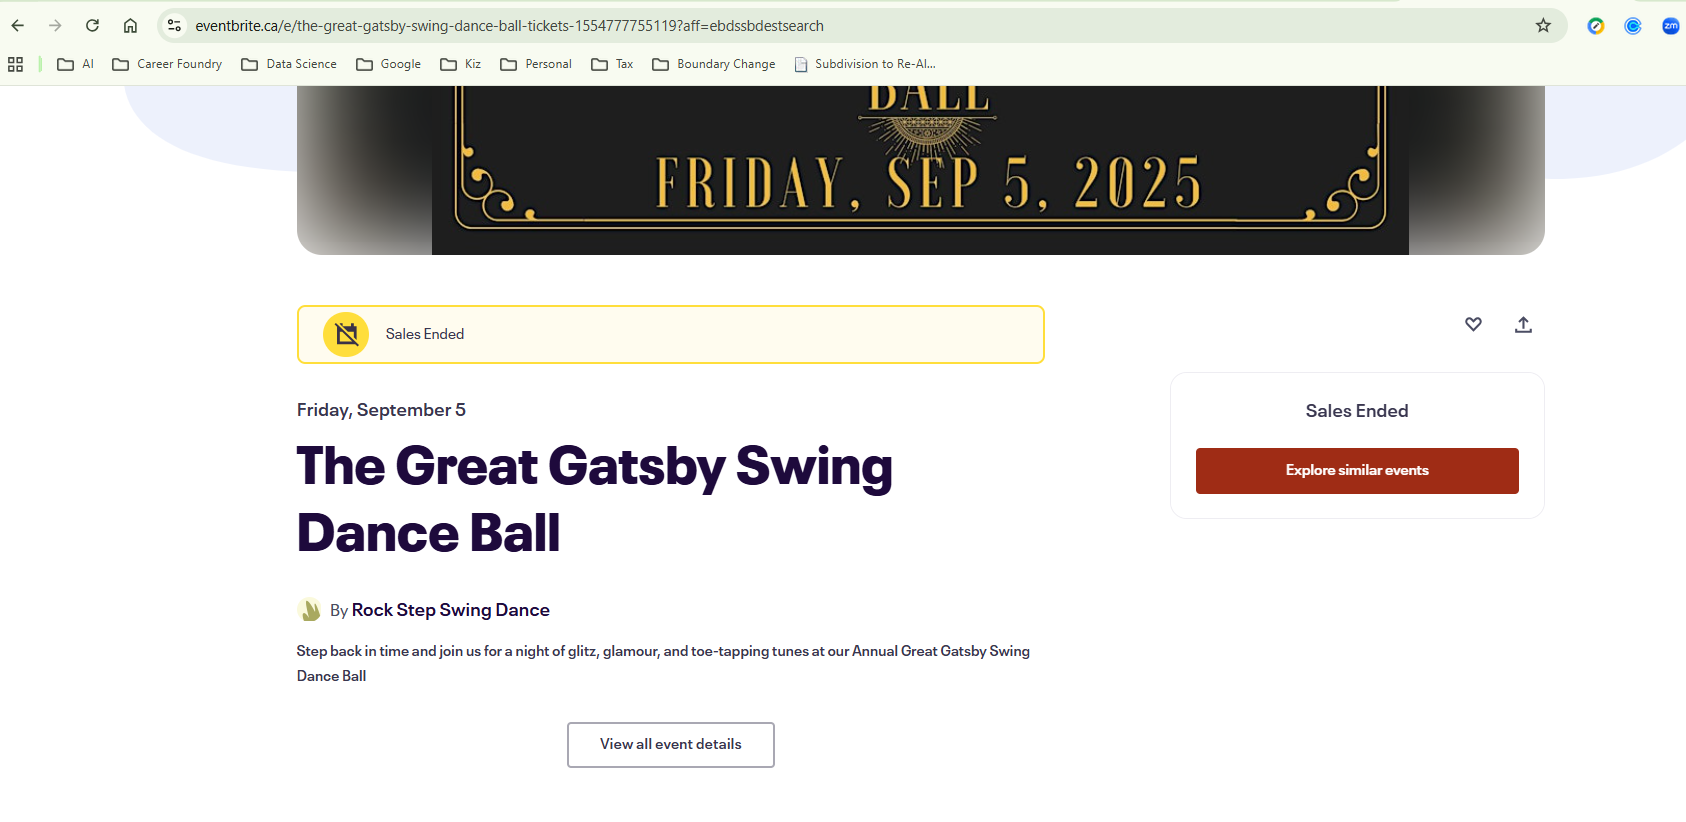 eventbrite.ca/e/the-great-gatsby-swing-dance-ball-tickets-1554777755119?aff=ebdssbdestsearch
zm
AI
Career Foundry
Data Science
Google
Kiz
Personal
Tax
Boundary Change
Subdivision to Re-Al...
BALL
FRIDAY, SEP 5, 2025
Sales Ended
Friday, September 5
The Great Gatsby Swing
Dance Ball
By Rock Step Swing Dance
Step back in time and join us for a night of glitz, glamour, and toe-tapping tunes at our Annual Great Gatsby Swing
Dance Ball
View all event details
Sales Ended
Explore similar events